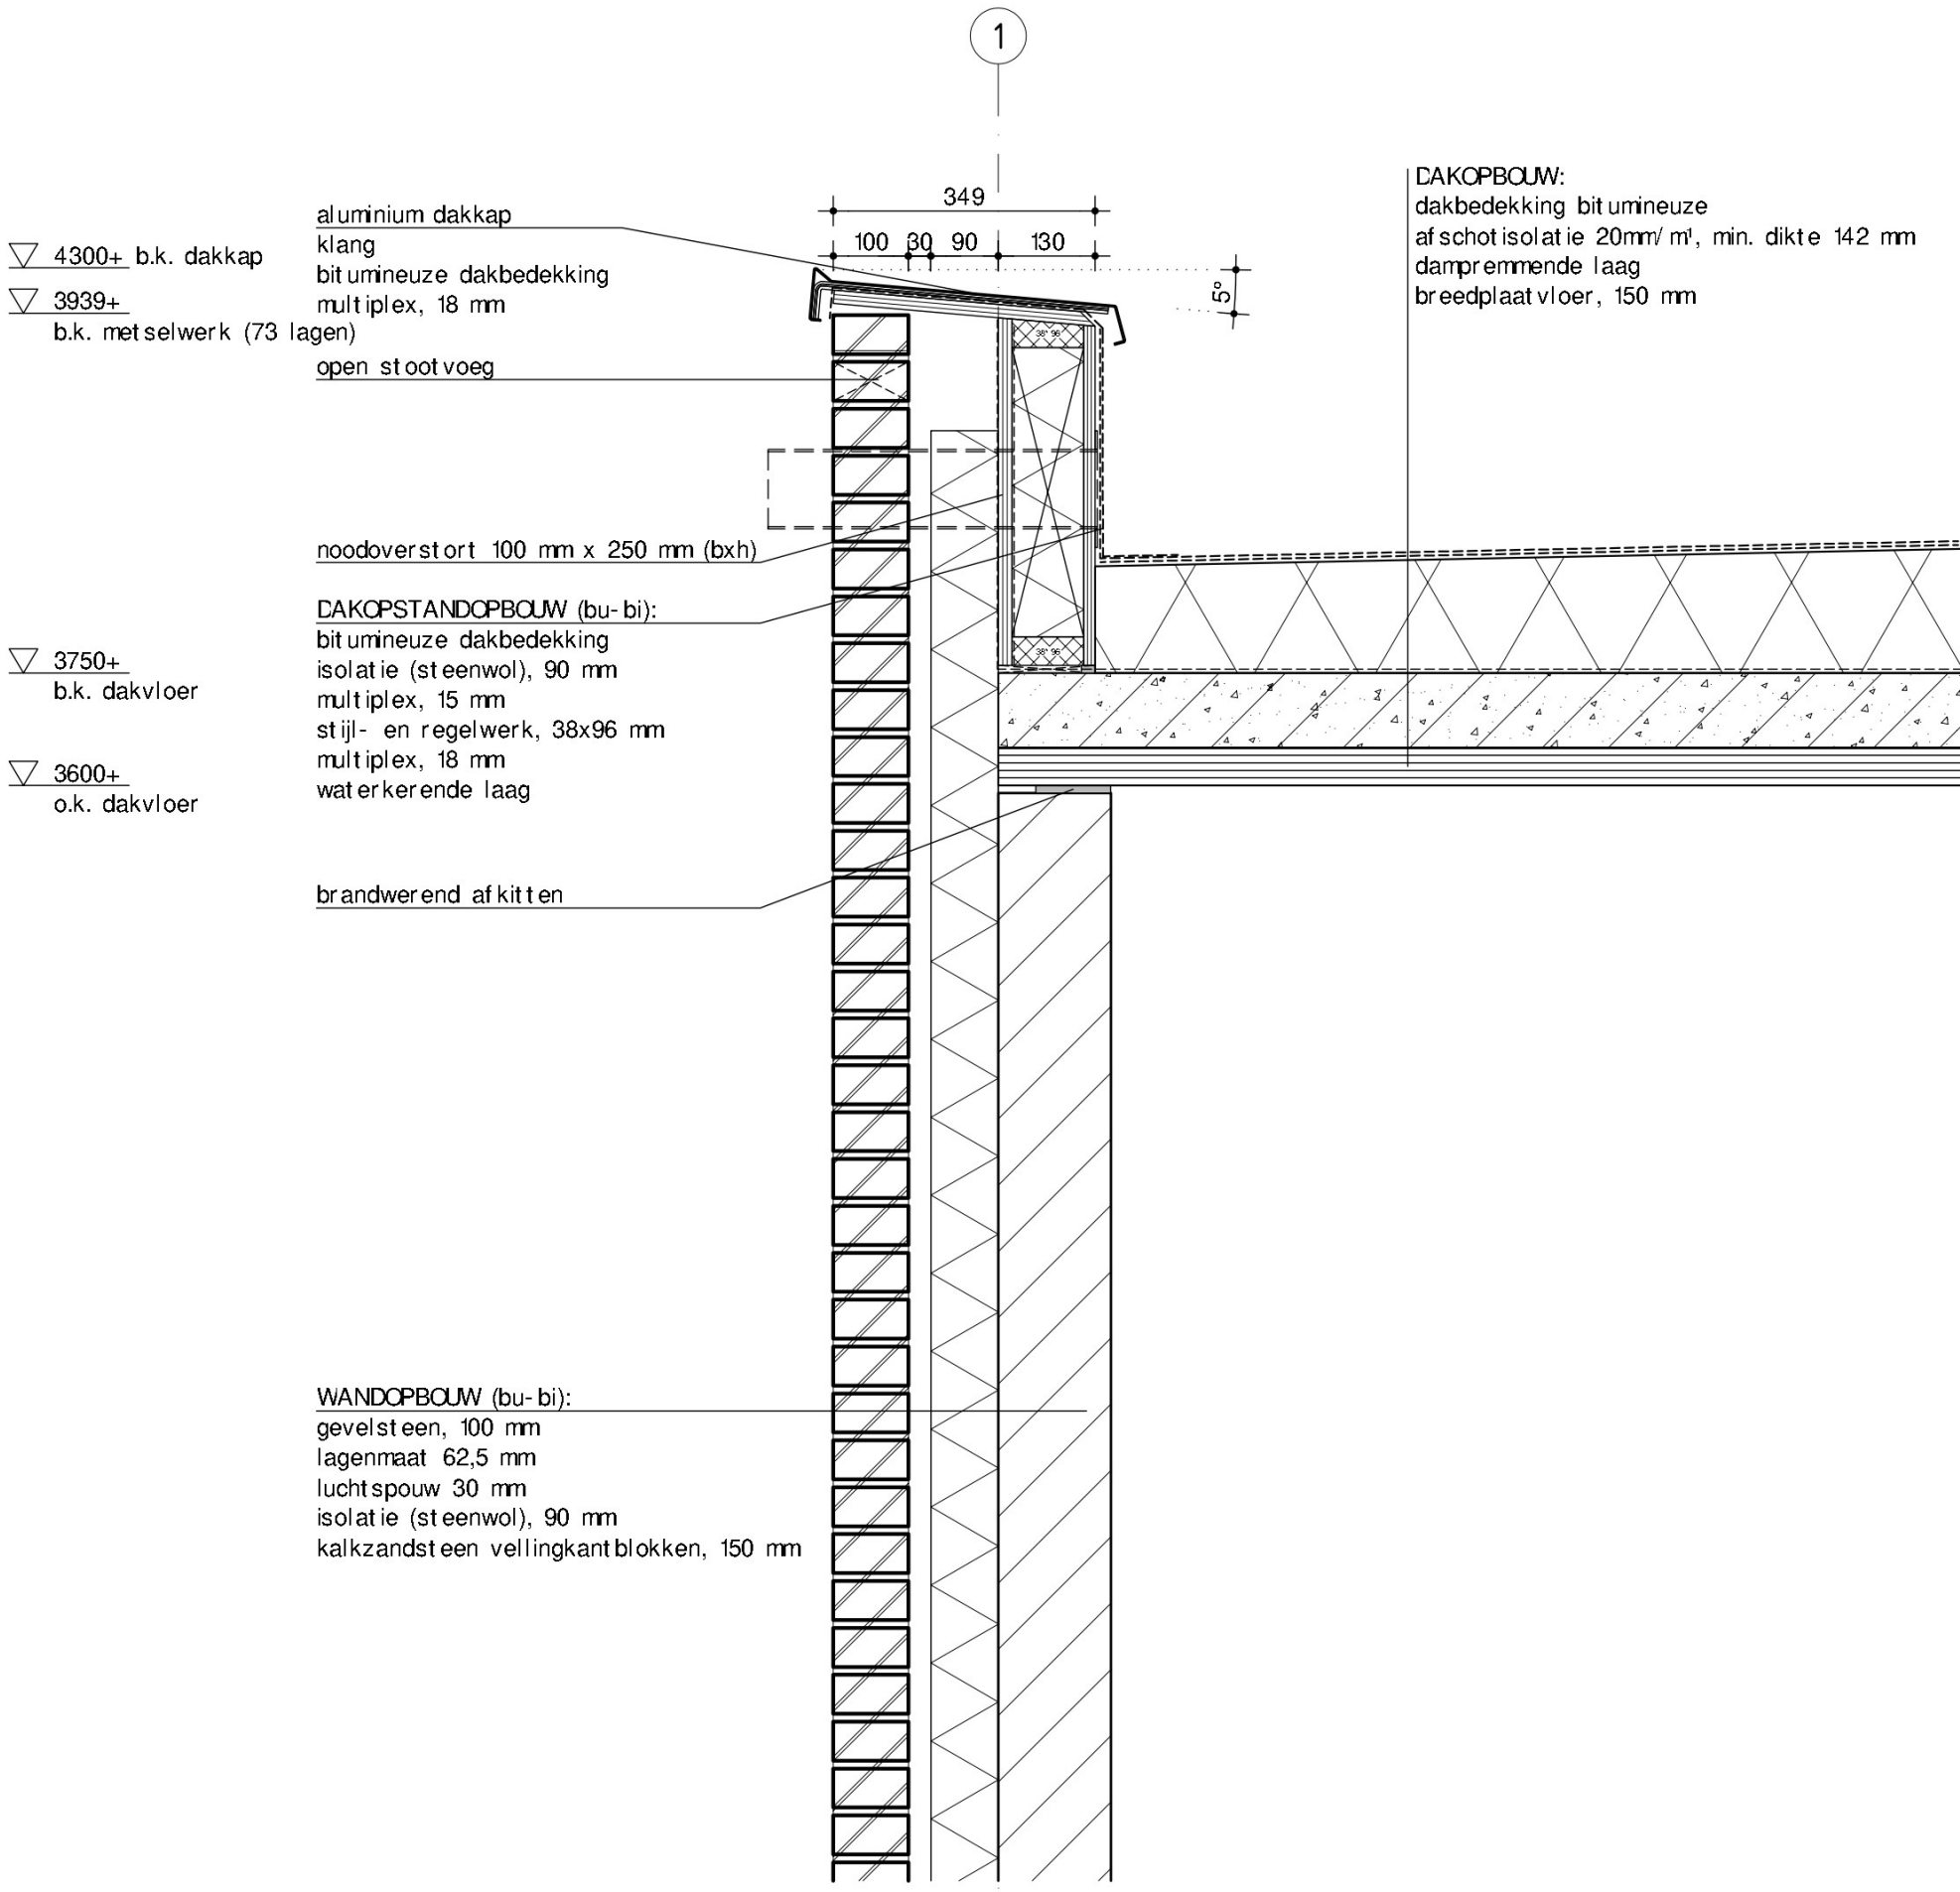 1
349
100 30 90 130
5°
4300+ b.k. dakkap
3939+
b.k. metselwerk (73 lagen)
3750+
b.k. dakvloer
3600+
o.k. dakvloer
aluminium dakkap
klang
bitumineuze dakbedekking
multiplex, 18 mm
open stootvoeg
noodoverstort 100 mm x 250 mm (bxh)
DAKOPSTANDOPBOUW (bu-bi):
bitumineuze dakbedekking
isolatie (steenwol), 90 mm
multiplex, 15 mm
stijl- en regelwerk, 38x96 mm
multiplex, 18 mm
waterkerende laag
brandwerend afkitten
WANDOPBOUW (bu-bi):
gevelsteen, 100 mm
lagenmaat 62,5 mm
luchtspouw 30 mm
isolatie (steenwol), 90 mm
kalkzandsteen vellingkantblokken, 150 mm
38*96
38*96
DAKOPBOUW:
dakbedekking bitumineuze
afschotisolatie 20mm/m¹, min. dikte 142 mm
dampremmende laag
breedplaatvloer, 150 mm